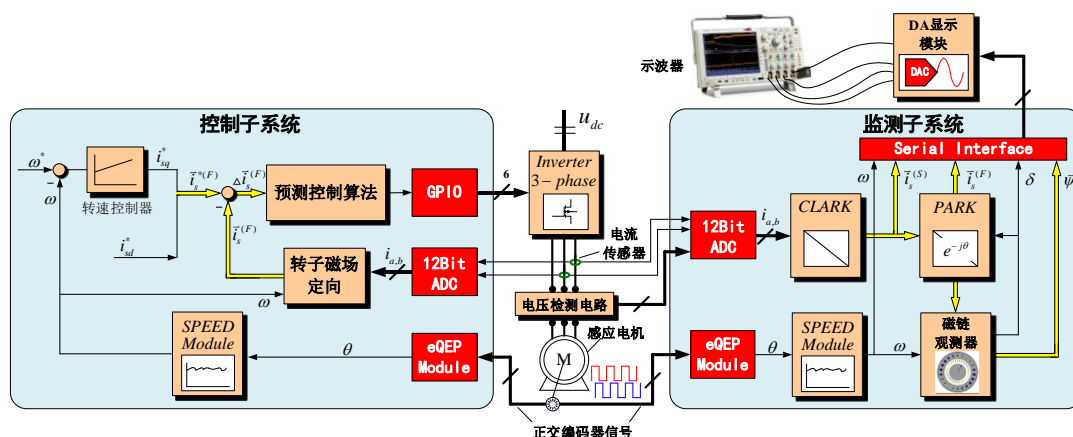 示波器
DA显示
模块
DAC
控制子系统
ω*
-
ω
转速控制器
i*sq
i*sd
i⃗s*(F)
Δi⃗s(F)
-
i⃗s(F)
预测控制算法
GPIO
6
转子磁场
定向
ω
ia,b
12Bit
ADC
SPEED
Module
θ
eQEP
Module
udc
Inverter
3-phase
电流
传感器
电压检测电路
感应电机
M
正交编码器信号
监测子系统
Serial Interface
ω
i⃗s(S)
i⃗s(F)
δ
12Bit
ADC
ia,b
CLARK
PARK
e-jθ
eQEP
Module
θ
SPEED
Module
ω
磁链
观测器